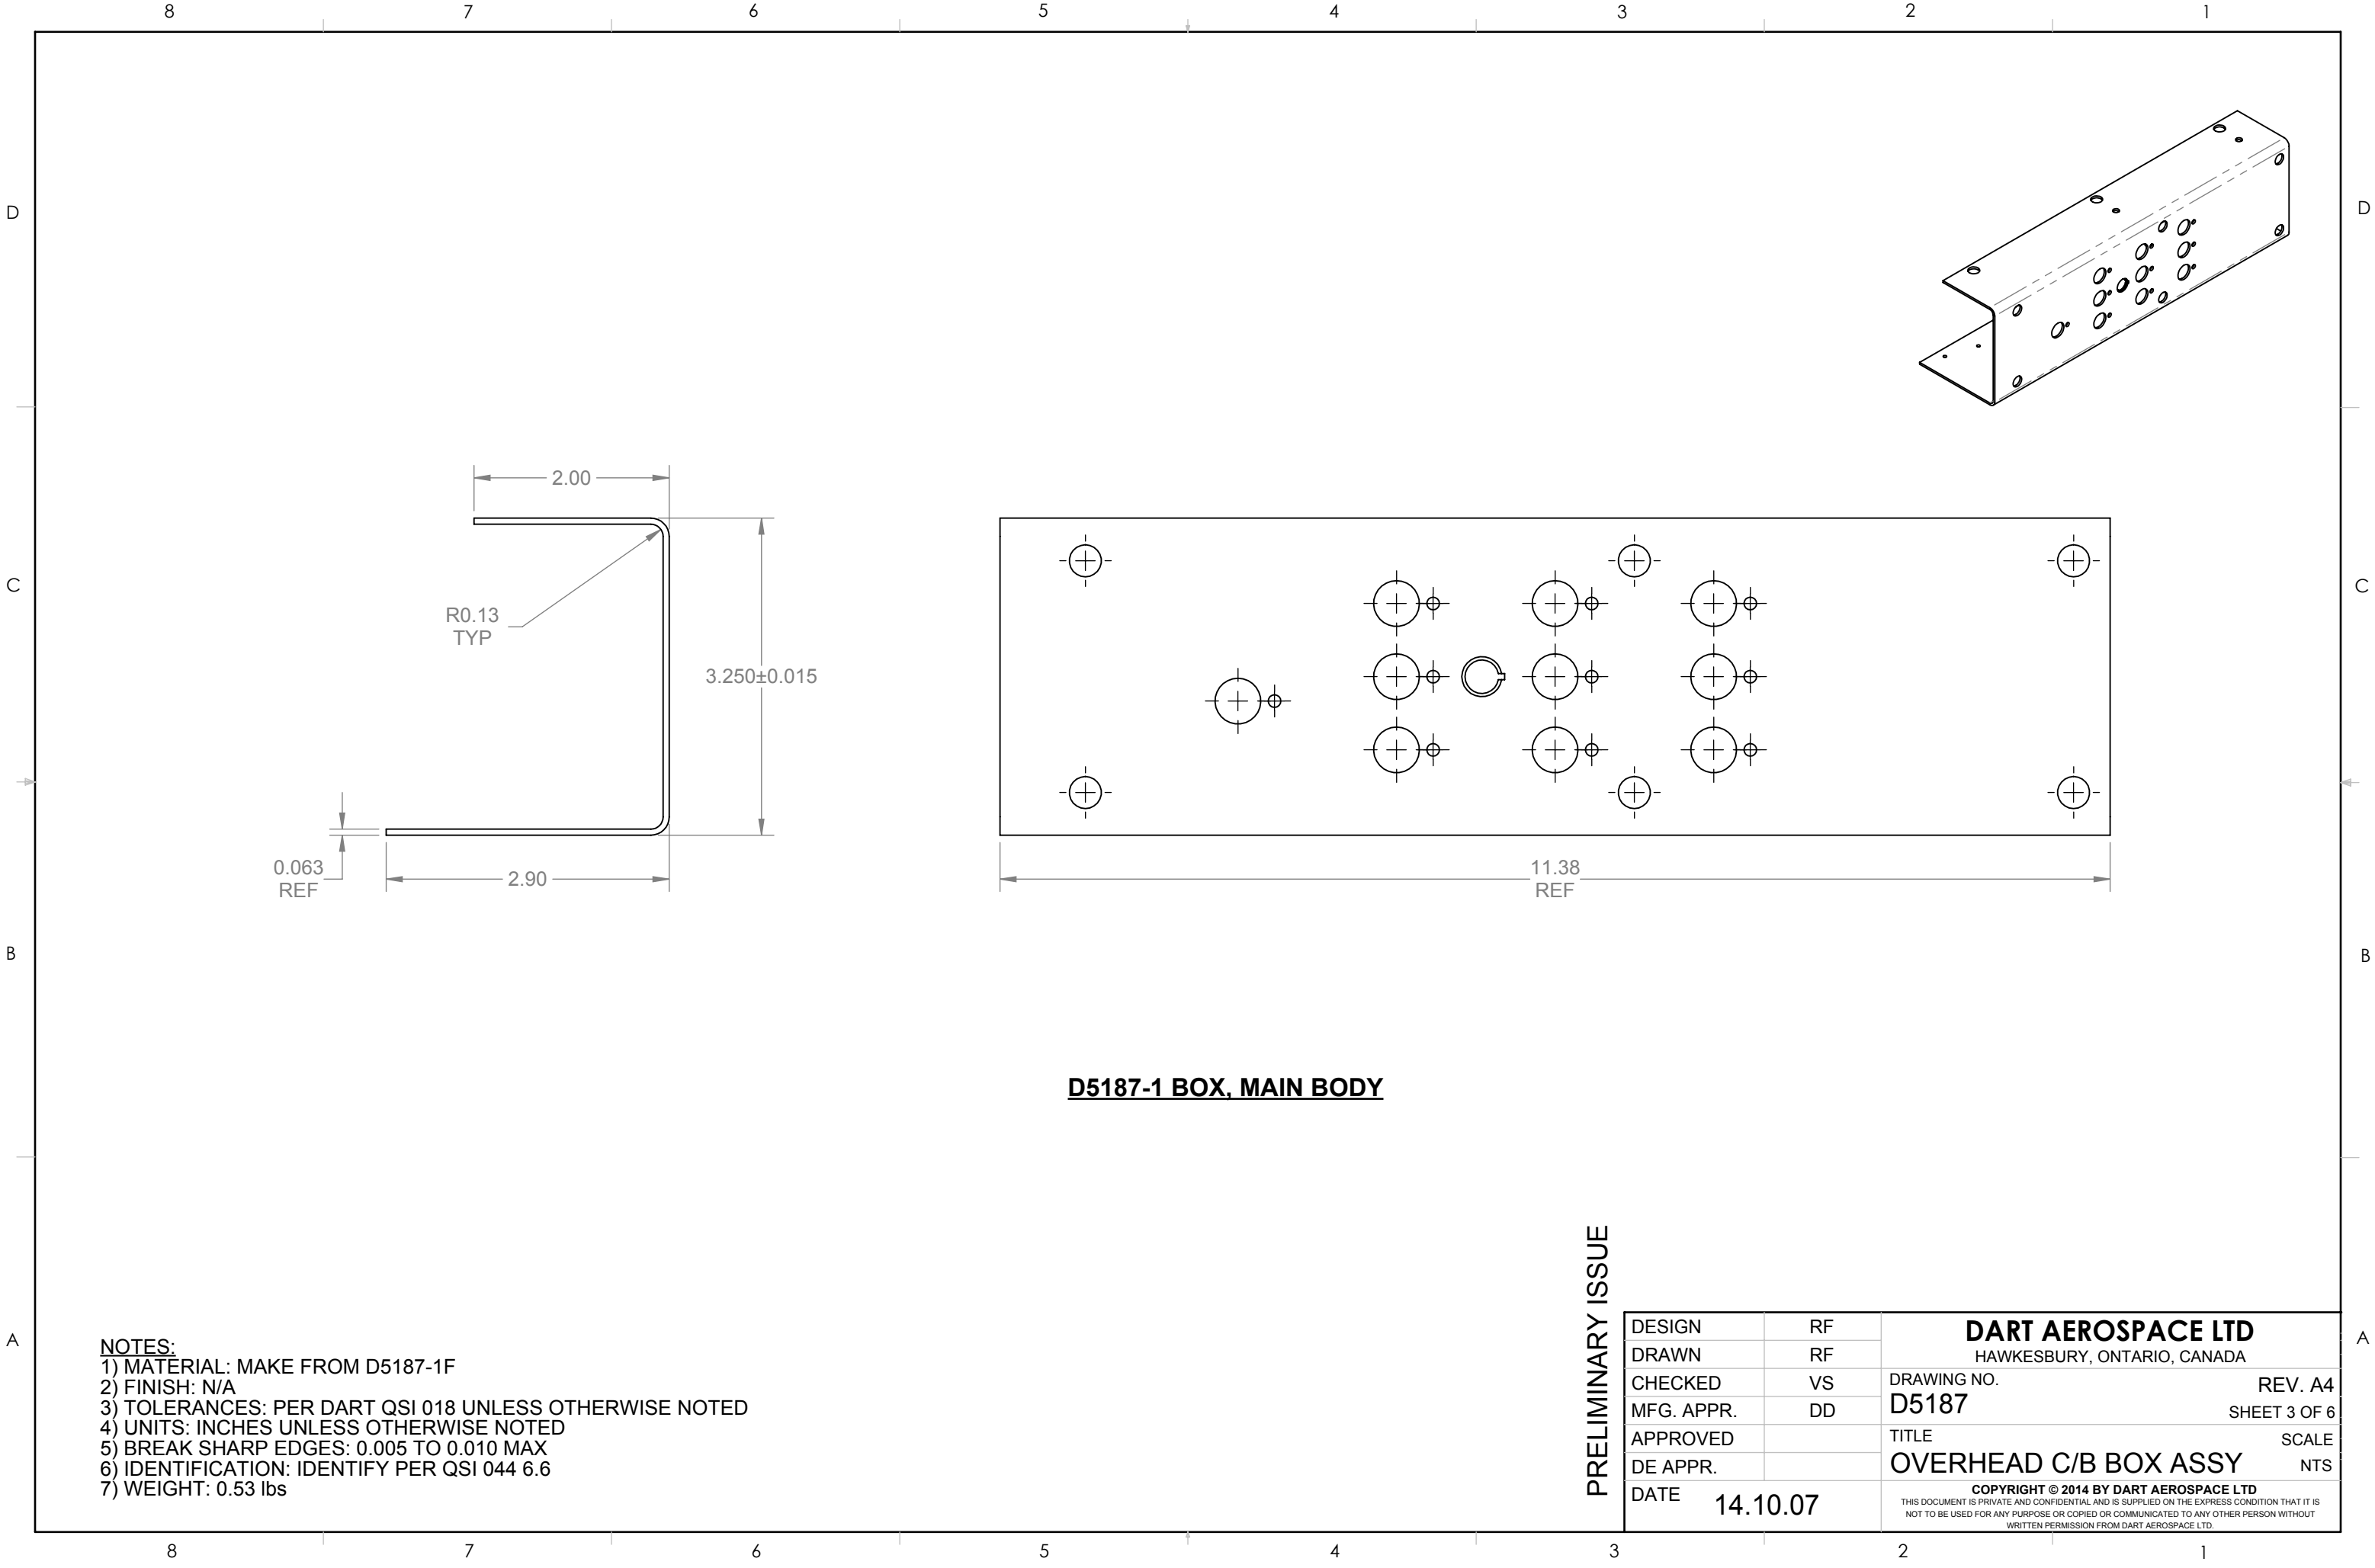 8 7 6 5 4 3 2 1
D D
2.00
R0.13
TYP
3.250±0.015
C C
0.063
REF
2.90
11.38
REF
B B
D5187-1 BOX, MAIN BODY
A A
NOTES:
1) MATERIAL: MAKE FROM D5187-1F
2) FINISH: N/A
3) TOLERANCES: PER DART QSI 018 UNLESS OTHERWISE NOTED
4) UNITS: INCHES UNLESS OTHERWISE NOTED
5) BREAK SHARP EDGES: 0.005 TO 0.010 MAX
6) IDENTIFICATION: IDENTIFY PER QSI 044 6.6
7) WEIGHT: 0.53 lbs
PRELIMINARY ISSUE
DESIGN RF
DRAWN RF
CHECKED VS
MFG. APPR. DD
APPROVED
DE APPR.
DATE 14.10.07
DART AEROSPACE LTD
HAWKESBURY, ONTARIO, CANADA
DRAWING NO. REV. A4
D5187 SHEET 3 OF 6
TITLE SCALE
OVERHEAD C/B BOX ASSY NTS
COPYRIGHT © 2014 BY DART AEROSPACE LTD
THIS DOCUMENT IS PRIVATE AND CONFIDENTIAL AND IS SUPPLIED ON THE EXPRESS CONDITION THAT IT IS
NOT TO BE USED FOR ANY PURPOSE OR COPIED OR COMMUNICATED TO ANY OTHER PERSON WITHOUT
WRITTEN PERMISSION FROM DART AEROSPACE LTD.
8 7 6 5 4 3 2 1